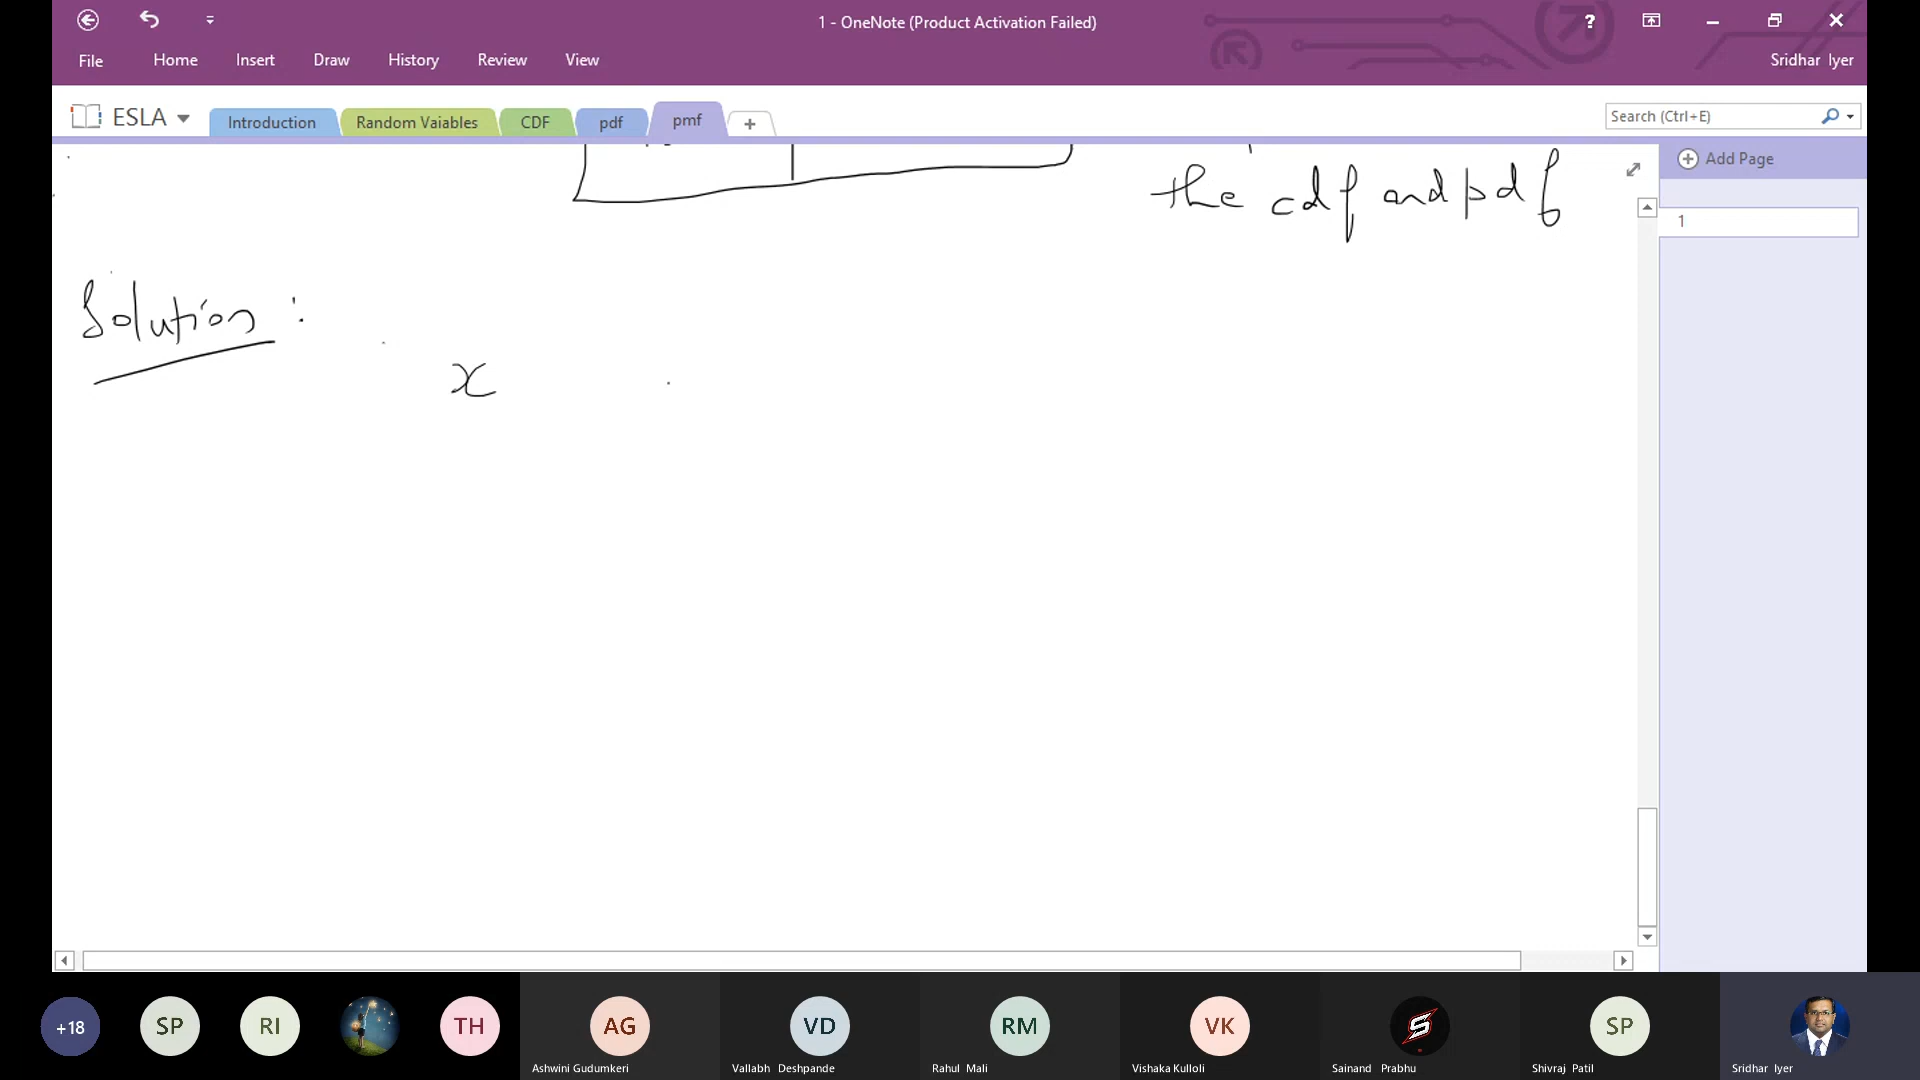 1 - OneNote (Product Activation Failed)
?
File Home Insert Draw History Review View
Sridhar Iyer
ESLA Introduction Random Vaiables CDF pdf pmf +
Search (Ctrl+E)
Add Page
1
the cdf and pdf
Solution :
x
+18 SP RI TH AG VD RM VK S SP
Ashwini Gudumkeri Vallabh Deshpande Rahul Mali Vishaka Kulloli Sainand Prabhu Shivraj Patil Sridhar Iyer